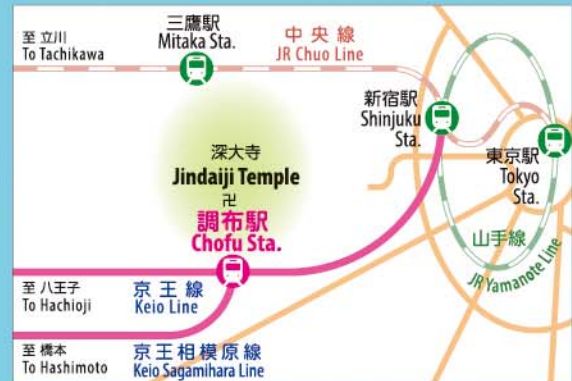 至 立川
To Tachikawa
三鷹駅
Mitaka Sta.
中央線
JR Chuo Line
新宿駅
Shinjuku
Sta.
東京駅
Tokyo
Sta.
深大寺
Jindaiji Temple
卍
調布駅
Chofu Sta.
山手線
JR Yamanote Line
至 八王子
To Hachioji
京王線
Keio Line
至 橋本
To Hashimoto
京王相模原線
Keio Sagamihara Line